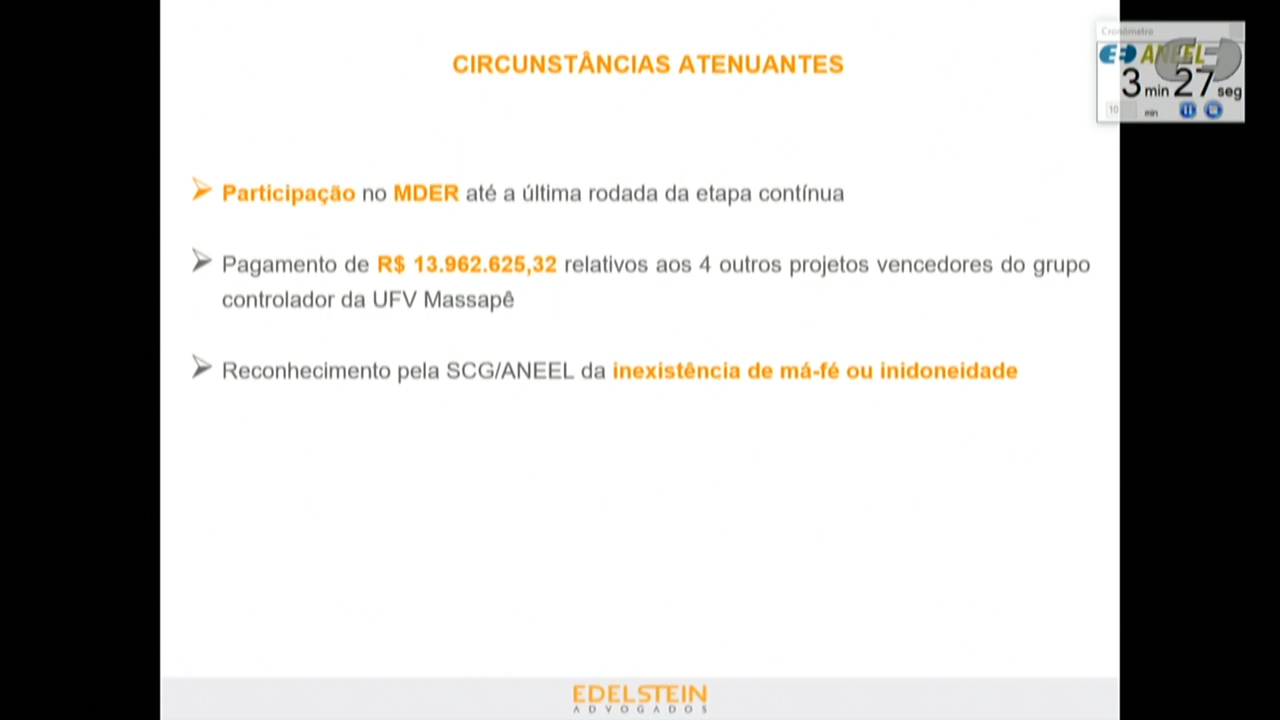 CIRCUNSTÂNCIAS ATENUANTES
Cronômetro
ANEEL
3 min 27 seg
10 min
Participação no MDER até a última rodada da etapa contínua
Pagamento de R$ 13.962.625,32 relativos aos 4 outros projetos vencedores do grupo
controlador da UFV Massapê
Reconhecimento pela SCG/ANEEL da inexistência de má-fé ou inidoneidade
EDELSTEIN
ADVOGADOS